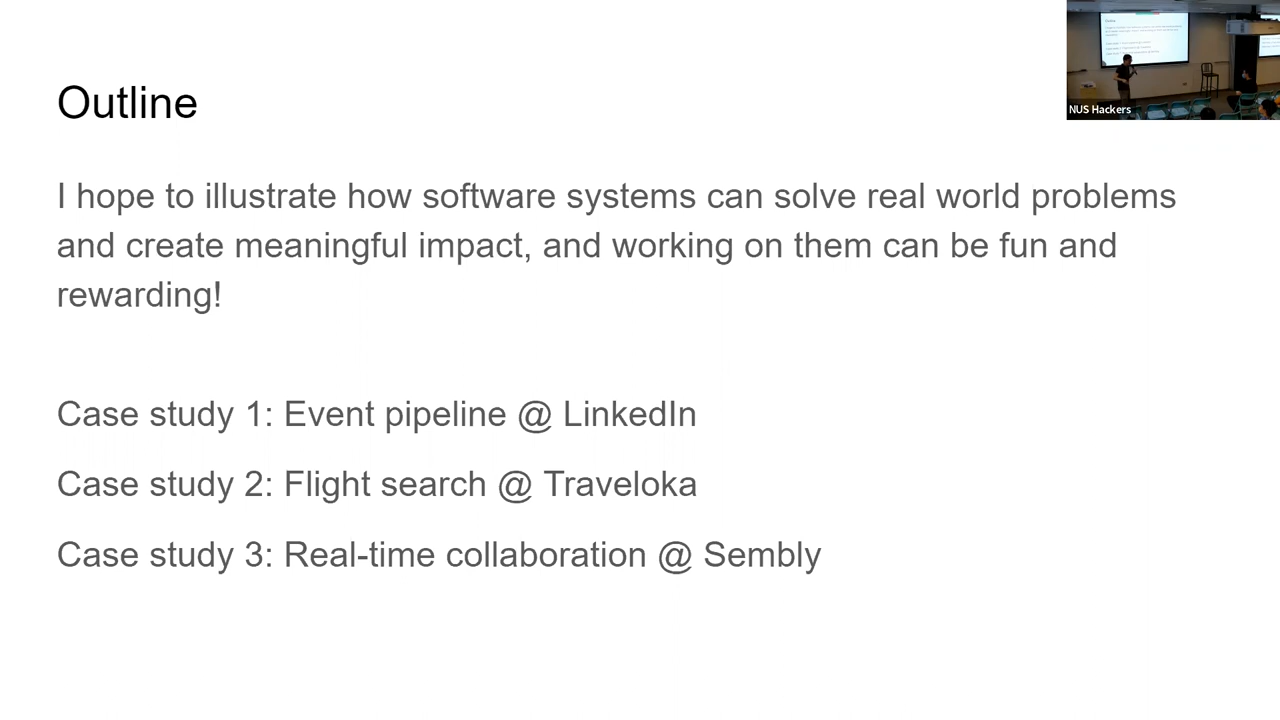 Outline
I hope to illustrate how software systems can solve real world problems
and create meaningful impact, and working on them can be fun and
rewarding!
Case study 1: Event pipeline @ LinkedIn
Case study 2: Flight search @ Traveloka
Case study 3: Real-time collaboration @ Sembly
NUS Hackers